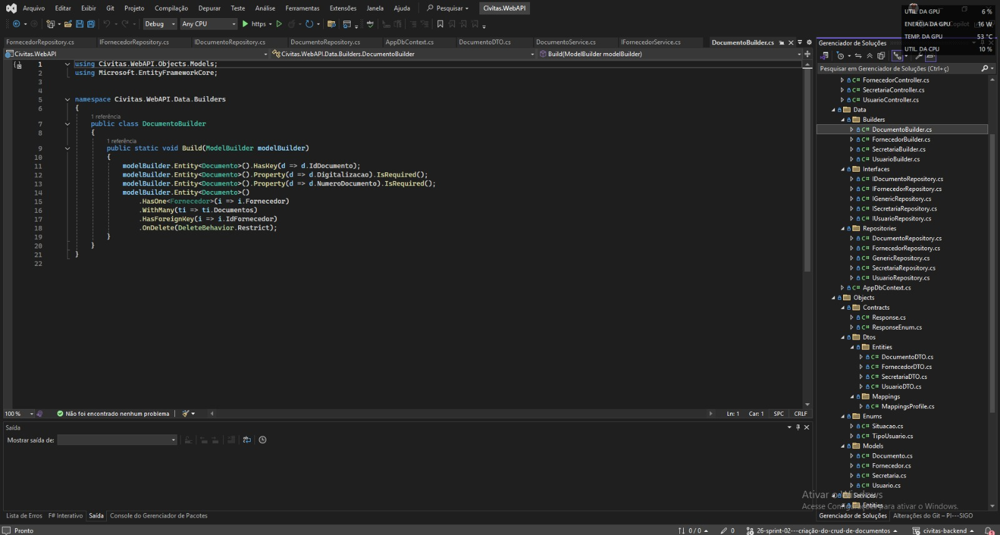 Arquivo Editar Exibir Git Projeto Compilação Depurar Teste Análise Ferramentas Extensões Janela Ajuda Pesquisar Civitas.WebAPI
Debug Any CPU https
UTIL. DA GPU 6 %
ENERGIA DA GPU 16 W
TEMP. DA GPU 53 °C
UTIL DA CPU 10 %
FornecedorRepository.cs IFornecedorRepository.cs IDocumentoRepository.cs DocumentoRepository.cs AppDbContext.cs DocumentoDTO.cs DocumentoService.cs IFornecedorService.cs DocumentoBuilder.cs
Civitas.WebAPI Civitas.WebAPI.Data.Builders.DocumentoBuilder Build(ModelBuilder modelBuilder)
1 using Civitas.WebAPI.Objects.Models;
2 using Microsoft.EntityFrameworkCore;
3
4
5 namespace Civitas.WebAPI.Data.Builders
6 {
1 referência
7 public class DocumentoBuilder
8 {
1 referência
9 public static void Build(ModelBuilder modelBuilder)
10 {
11 modelBuilder.Entity<Documento>().HasKey(d => d.IdDocumento);
12 modelBuilder.Entity<Documento>().Property(d => d.Digitalizacao).IsRequired();
13 modelBuilder.Entity<Documento>().Property(d => d.NumeroDocumento).IsRequired();
14 modelBuilder.Entity<Documento>()
15 .HasOne<Fornecedor>(i => i.Fornecedor)
16 .WithMany(ti => ti.Documentos)
17 .HasForeignKey(i => i.IdFornecedor)
18 .OnDelete(DeleteBehavior.Restrict);
19 }
20 }
21 }
22
100 % Não foi encontrado nenhum problema Ln: 1 Car: 1 SPC CRLF
Saída
Mostrar saída de:
Lista de Erros F# Interativo Saída Console do Gerenciador de Pacotes
Gerenciador de Soluções
Pesquisar em Gerenciador de Soluções (Ctrl+ç)
C# FornecedorController.cs
C# SecretariaController.cs
C# UsuarioController.cs
Data
Builders
C# DocumentoBuilder.cs
C# FornecedorBuilder.cs
C# SecretariaBuilder.cs
C# UsuarioBuilder.cs
Interfaces
C# IDocumentoRepository.cs
C# IFornecedorRepository.cs
C# IGenericRepository.cs
C# ISecretariaRepository.cs
C# IUsuarioRepository.cs
Repositories
C# DocumentoRepository.cs
C# FornecedorRepository.cs
C# GenericRepository.cs
C# SecretariaRepository.cs
C# UsuarioRepository.cs
C# AppDbContext.cs
Objects
Contracts
C# Response.cs
C# ResponseEnum.cs
Dtos
Entities
C# DocumentoDTO.cs
C# FornecedorDTO.cs
C# SecretariaDTO.cs
C# UsuarioDTO.cs
Mappings
C# MappingsProfile.cs
Enums
C# Situacao.cs
C# TipoUsuario.cs
Models
C# Documento.cs
C# Fornecedor.cs
C# Secretaria.cs
C# Usuario.cs
Services
Entities
Ativar o Windows
Acesse Configurações para ativar o Windows.
Gerenciador de Soluções Alterações do Git – PI---SIGO
Pronto 0 / 0 0 26-sprint-02---criação-do-crud-de-documentos civitas-backend 1